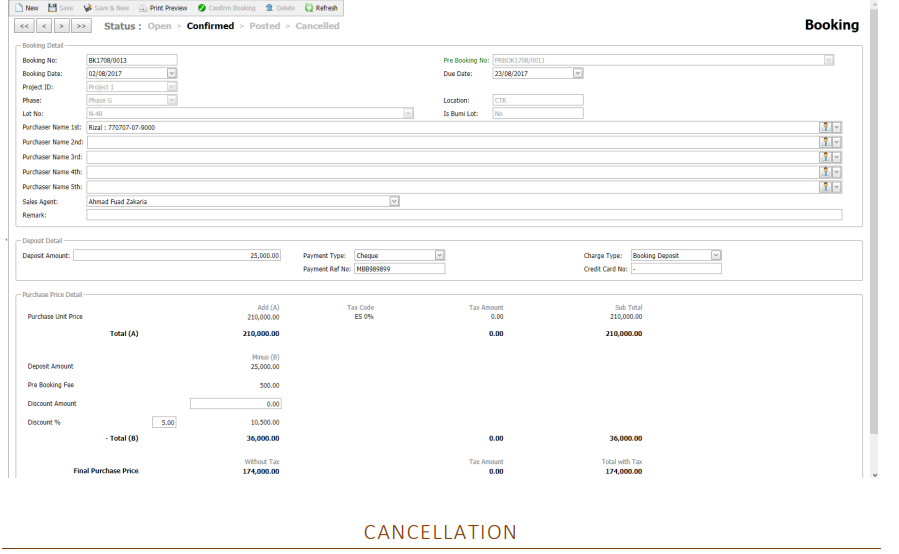 New Save Save & New Print Preview Confirm Booking Delete Refresh
<< < > >> Status : Open > Confirmed > Posted > Cancelled Booking
Booking Detail
Booking No: BK1708/0013 Pre Booking No: PRBOK1708/0011
Booking Date: 02/08/2017 Due Date: 23/08/2017
Project ID: Project 1
Phase: Phase G Location: CTK
Lot No: N-48 Is Bumi Lot: No
Purchaser Name 1st: Rizal : 770707-07-9000
Purchaser Name 2nd:
Purchaser Name 3rd:
Purchaser Name 4th:
Purchaser Name 5th:
Sales Agent: Ahmad Fuad Zakaria
Remark:
Deposit Detail
Deposit Amount: 25,000.00 Payment Type: Cheque Charge Type: Booking Deposit
Payment Ref No: MBB989899 Credit Card No: -
Purchase Price Detail
Add (A) Tax Code Tax Amount Sub Total
Purchase Unit Price 210,000.00 ES 0% 0.00 210,000.00
Total (A) 210,000.00 0.00 210,000.00
Minus (B)
Deposit Amount 25,000.00
Pre Booking Fee 500.00
Discount Amount 0.00
Discount % 5.00 10,500.00
- Total (B) 36,000.00 0.00 36,000.00
Without Tax Tax Amount Total with Tax
Final Purchase Price 174,000.00 0.00 174,000.00
CANCELLATION